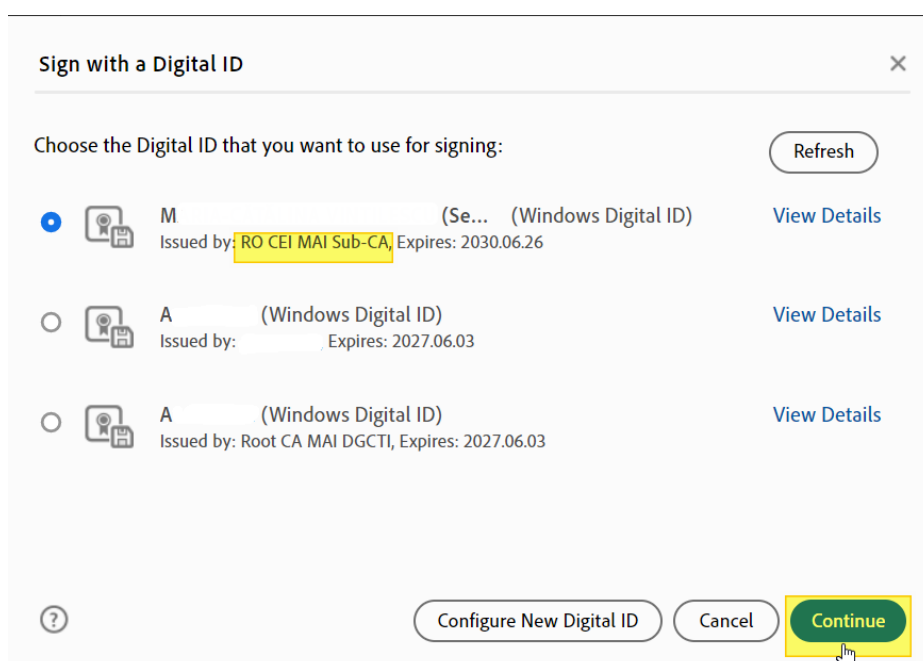 Sign with a Digital ID
Choose the Digital ID that you want to use for signing:
Refresh
M (Se... (Windows Digital ID)
View Details
Issued by: RO CEI MAI Sub-CA, Expires: 2030.06.26
A (Windows Digital ID)
View Details
Issued by: , Expires: 2027.06.03
A (Windows Digital ID)
View Details
Issued by: Root CA MAI DGCTI, Expires: 2027.06.03
?
Configure New Digital ID
Cancel
Continue